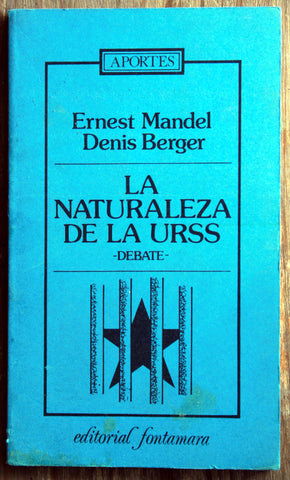 APORTES
Ernest Mandel
Denis Berger
LA
NATURALEZA
DE LA URSS
-DEBATE-
editorial fontamara